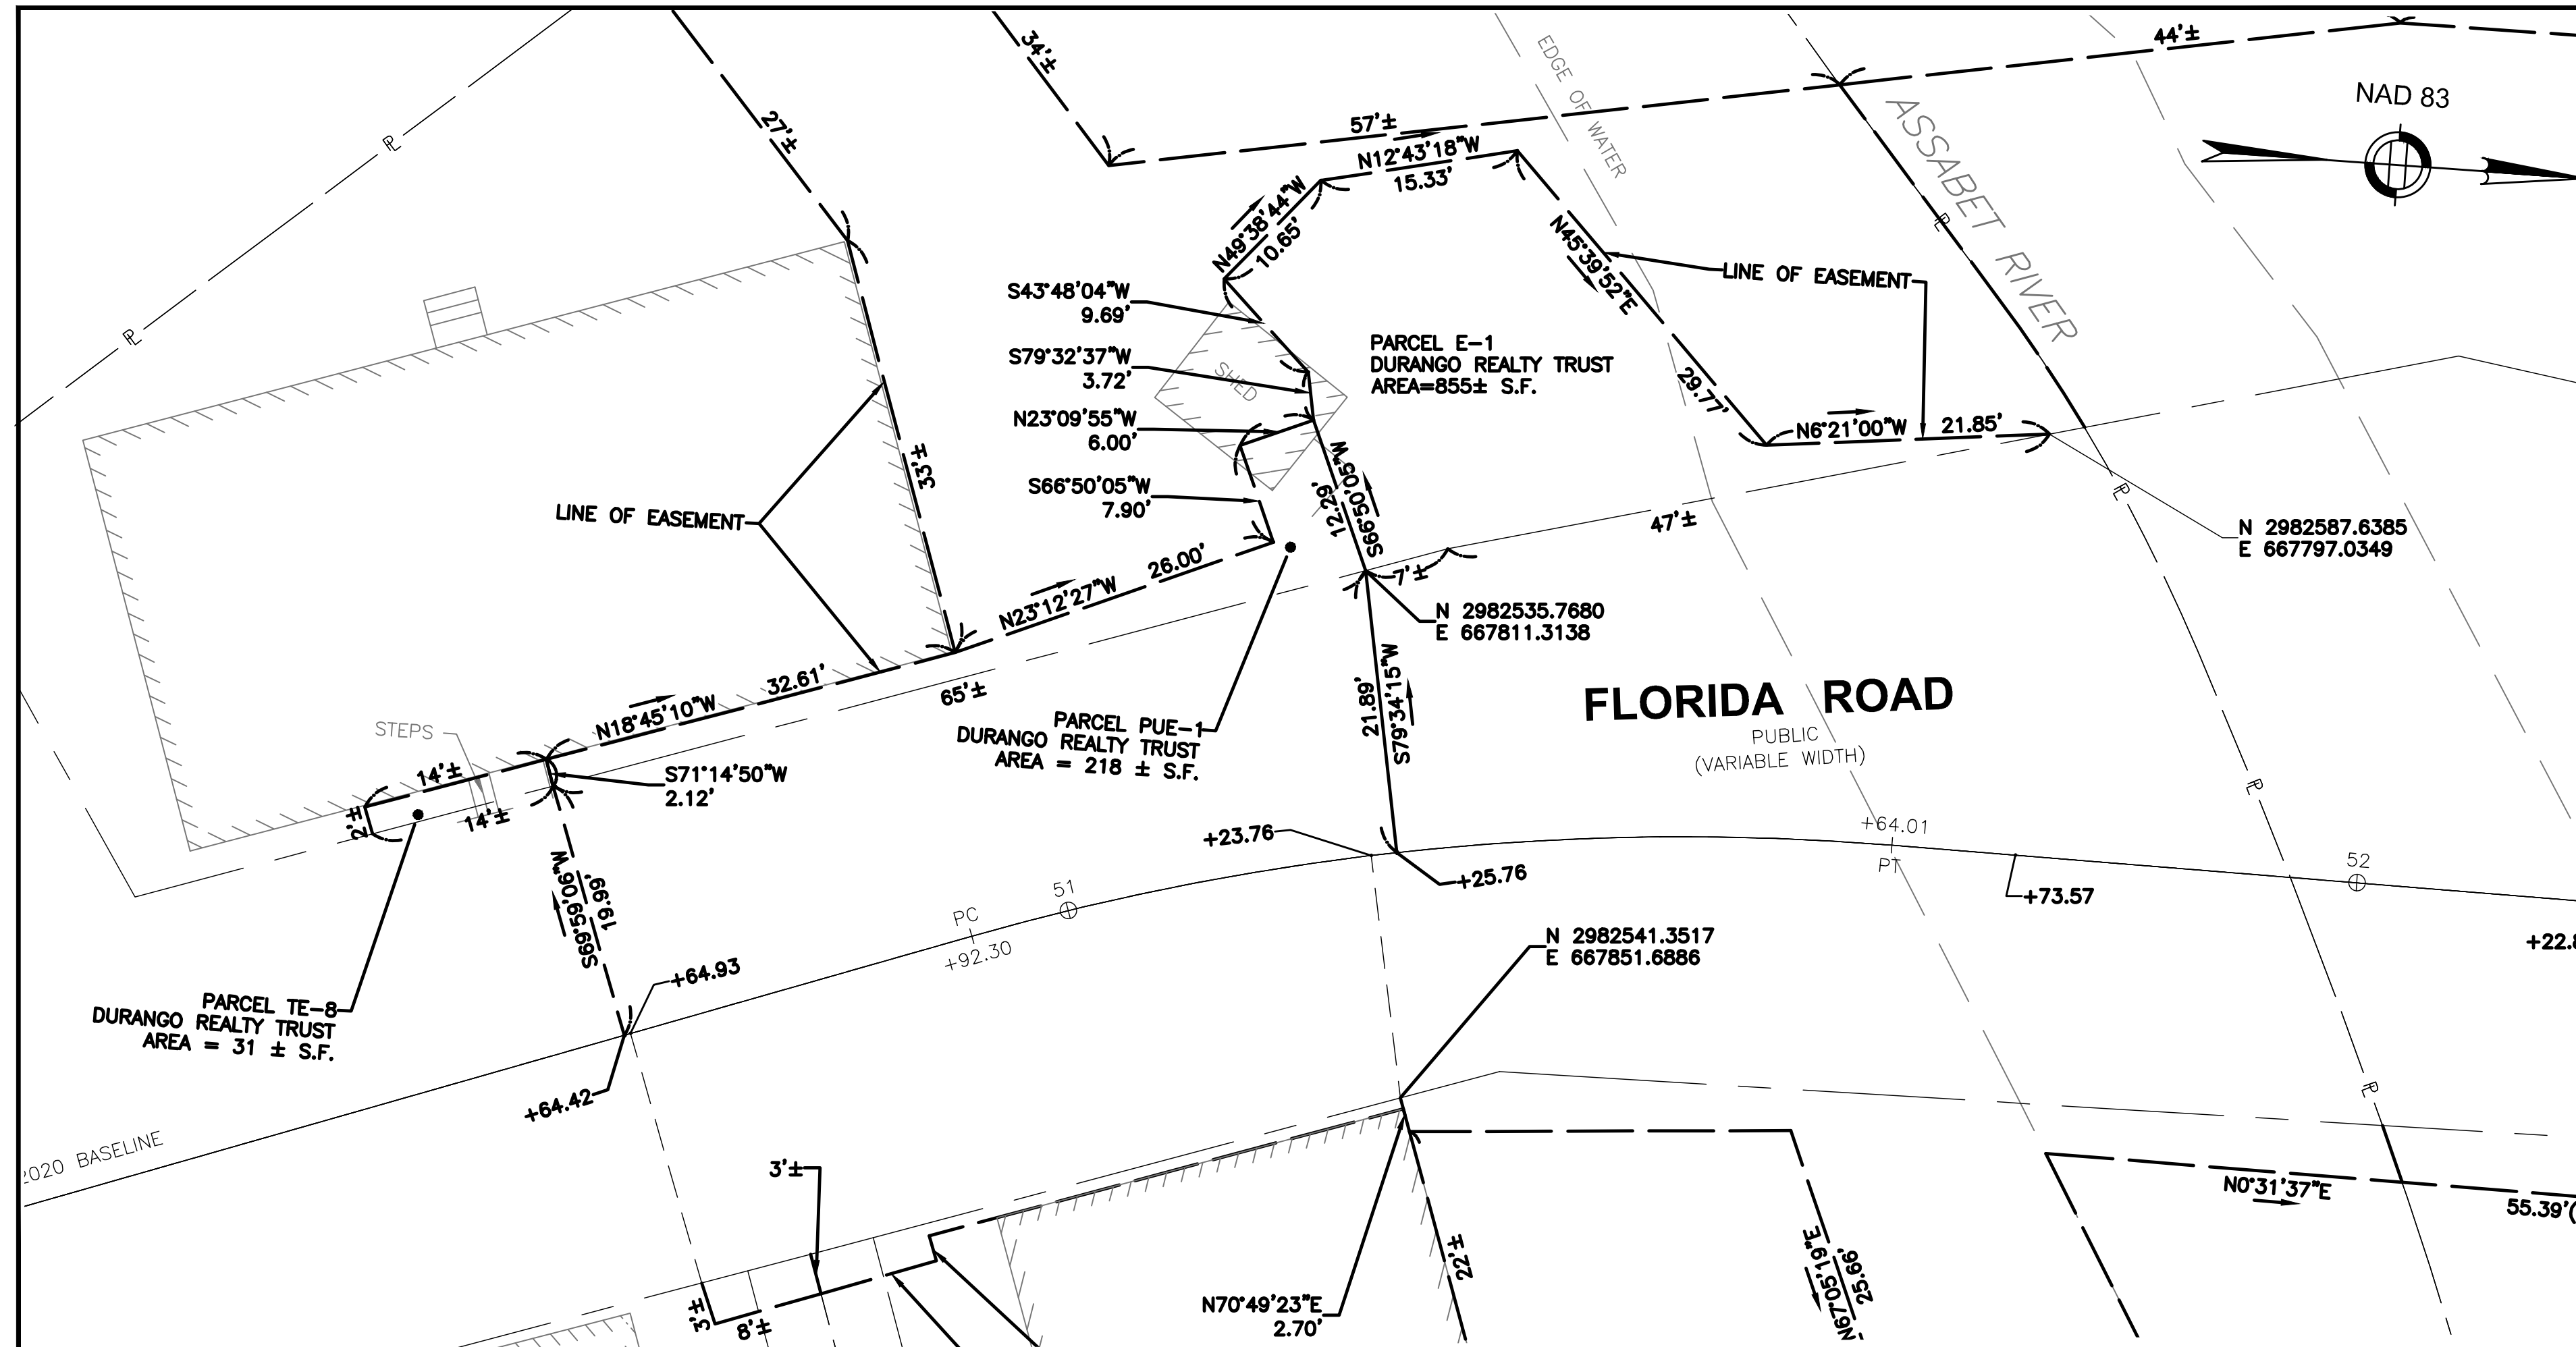 34'±
44'±
NAD 83
27'±
57'±
EDGE OF WATER
ASSABET RIVER
N12°43'18"W
15.33'
N49°38'44"W
10.65'
N45°39'52"E
29.77'
LINE OF EASEMENT
S43°48'04"W
9.69'
S79°32'37"W
3.72'
N23°09'55"W
6.00'
S66°50'05"W
7.90'
SHED
PARCEL E-1
DURANGO REALTY TRUST
AREA=855± S.F.
N6°21'00"W 21.85'
33'±
LINE OF EASEMENT
S66°50'05"W
12.29'
47'±
7'±
N 2982587.6385
E 667797.0349
N 2982535.7680
E 667811.3138
N23°12'27"W 26.00'
N18°45'10"W 32.61'
65'±
S79°34'15"W
21.89'
FLORIDA ROAD
PUBLIC
(VARIABLE WIDTH)
PARCEL PUE-1
DURANGO REALTY TRUST
AREA = 218 ± S.F.
STEPS
14'±
14'±
2'±
S71°14'50"W
2.12'
S69°59'06"W
19.99'
+23.76
+25.76
+64.01
PT
52
+73.57
51
PC
+92.30
+22.8
N 2982541.3517
E 667851.6886
+64.93
+64.42
PARCEL TE-8
DURANGO REALTY TRUST
AREA = 31 ± S.F.
2020 BASELINE
3'±
3'±
8'±
22'±
N70°49'23"E
2.70'
N67°05'19"E
25.66'
N0°31'37"E
55.39'(
P̶L
P̶L
P̶L
P̶L
P̶L
P̶L